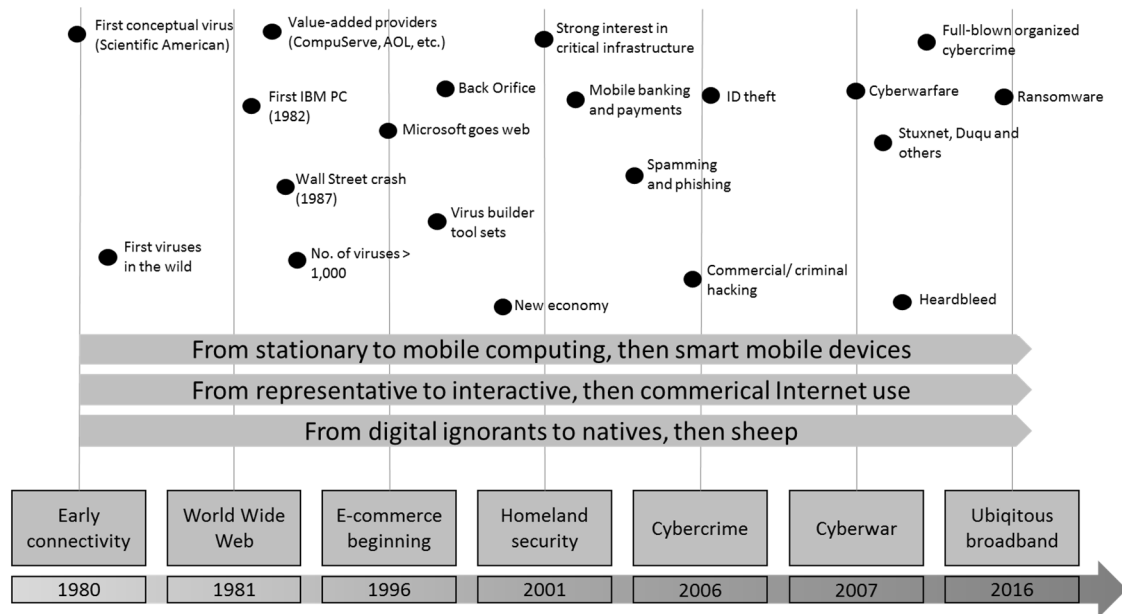 First conceptual virus
(Scientific American)
Value-added providers
(CompuServe, AOL, etc.)
Strong interest in
critical infrastructure
Full-blown organized
cybercrime
First IBM PC
(1982)
Back Orifice
Mobile banking
and payments
ID theft
Cyberwarfare
Ransomware
Microsoft goes web
Stuxnet, Duqu and
others
Wall Street crash
(1987)
Spamming
and phishing
Virus builder
tool sets
First viruses
in the wild
No. of viruses >
1,000
Commercial/ criminal
hacking
New economy
Heardbleed
From stationary to mobile computing, then smart mobile devices
From representative to interactive, then commerical Internet use
From digital ignorants to natives, then sheep
Early
connectivity
World Wide
Web
E-commerce
beginning
Homeland
security
Cybercrime
Cyberwar
Ubiqitous
broadband
1980
1981
1996
2001
2006
2007
2016